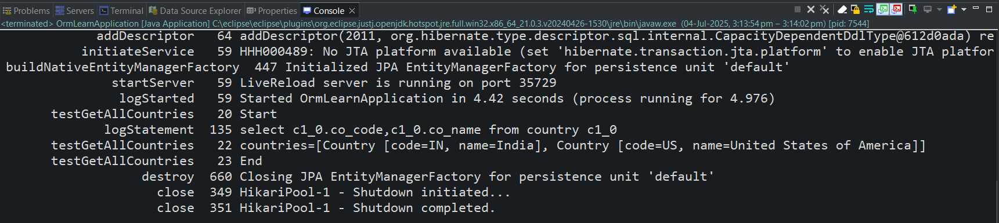 Problems Servers Terminal Data Source Explorer Properties Console
<terminated> OrmLearnApplication [Java Application] C:\eclipse\eclipse\plugins\org.eclipse.justj.openjdk.hotspot.jre.full.win32.x86_64_21.0.3.v20240426-1530\jre\bin\javaw.exe (04-Jul-2025, 3:13:54 pm – 3:14:02 pm) [pid: 7544]
addDescriptor 64 addDescriptor(2011, org.hibernate.type.descriptor.sql.internal.CapacityDependentDdlType@612d0ada) re
initiateService 59 HHH000489: No JTA platform available (set 'hibernate.transaction.jta.platform' to enable JTA platfor
buildNativeEntityManagerFactory 447 Initialized JPA EntityManagerFactory for persistence unit 'default'
startServer 59 LiveReload server is running on port 35729
logStarted 59 Started OrmLearnApplication in 4.42 seconds (process running for 4.976)
testGetAllCountries 20 Start
logStatement 135 select c1_0.co_code,c1_0.co_name from country c1_0
testGetAllCountries 22 countries=[Country [code=IN, name=India], Country [code=US, name=United States of America]]
testGetAllCountries 23 End
destroy 660 Closing JPA EntityManagerFactory for persistence unit 'default'
close 349 HikariPool-1 - Shutdown initiated...
close 351 HikariPool-1 - Shutdown completed.